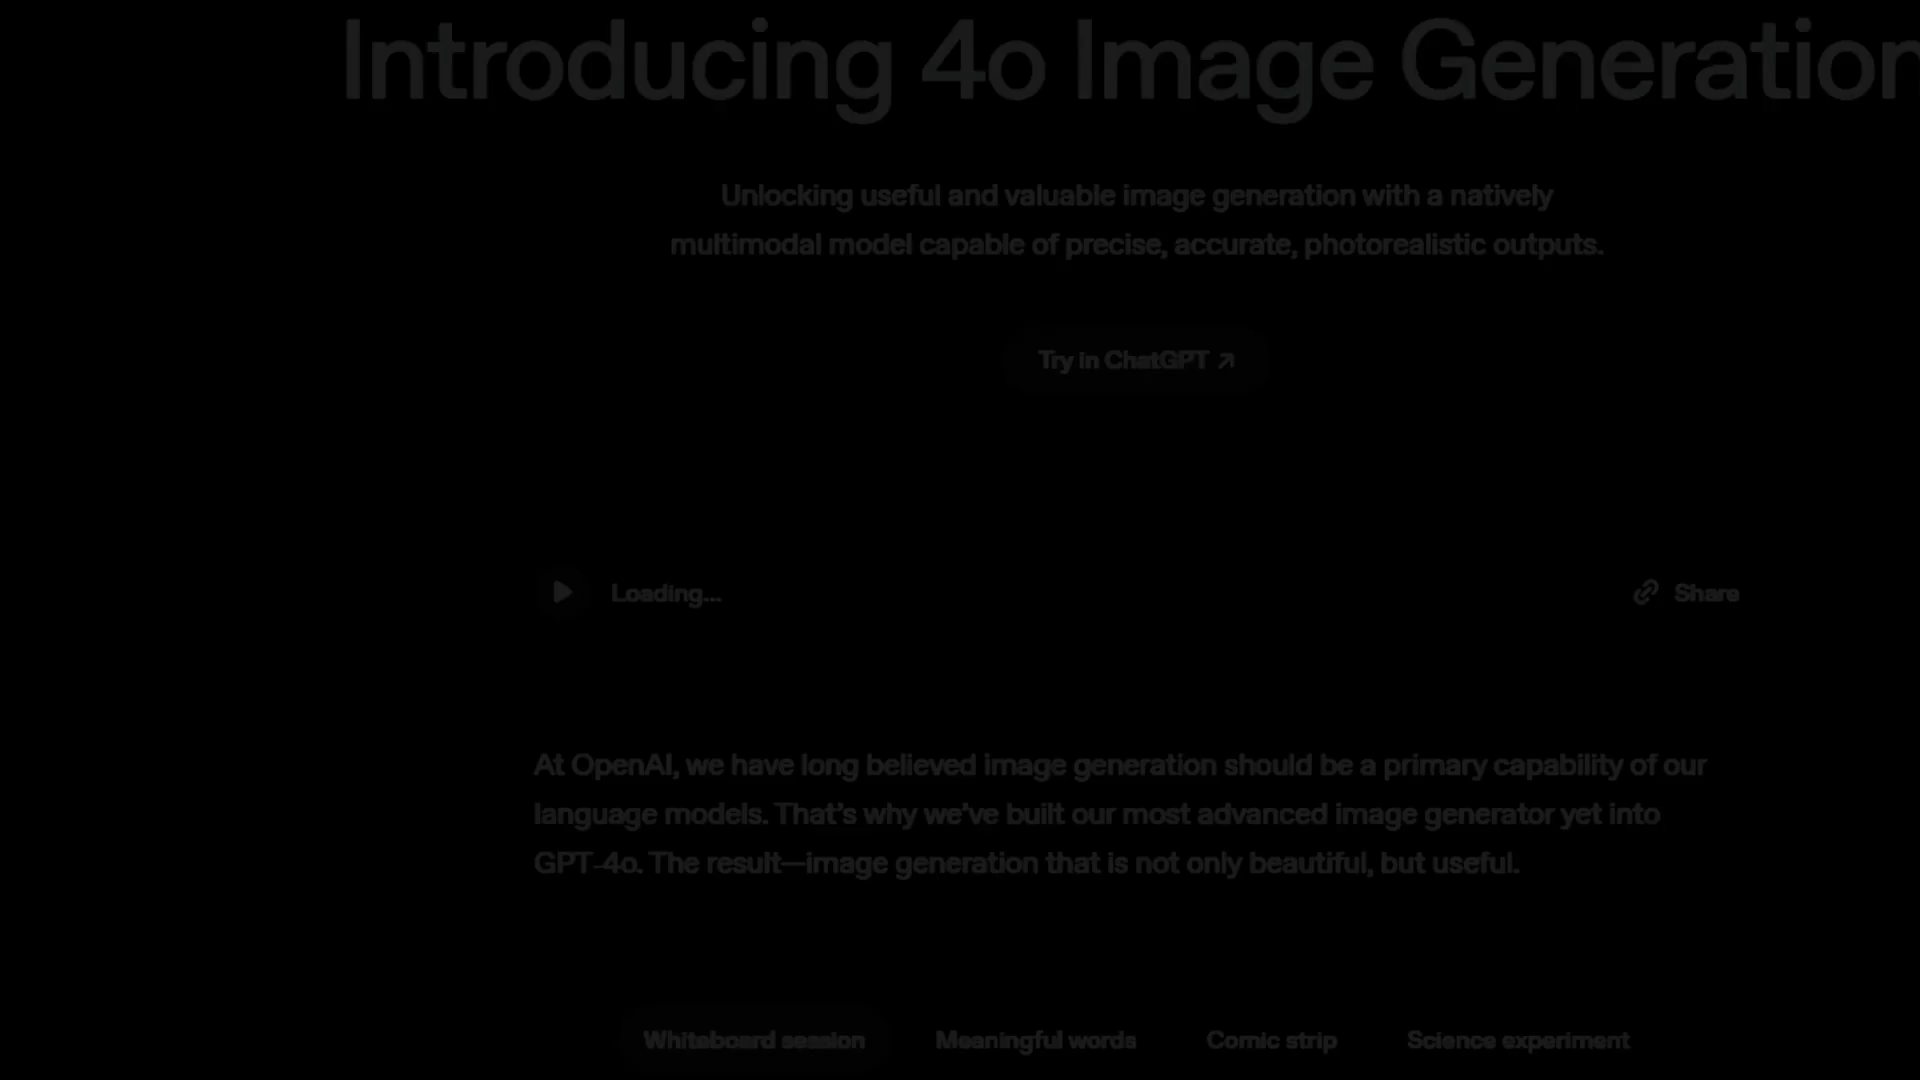 Introducing 4o Image Generation
Unlocking useful and valuable image generation with a natively
multimodal model capable of precise, accurate, photorealistic outputs.
Try in ChatGPT ↗
Loading...
Share
At OpenAI, we have long believed image generation should be a primary capability of our
language models. That’s why we’ve built our most advanced image generator yet into
GPT‑4o. The result—image generation that is not only beautiful, but useful.
Whiteboard session
Meaningful words
Comic strip
Science experiment